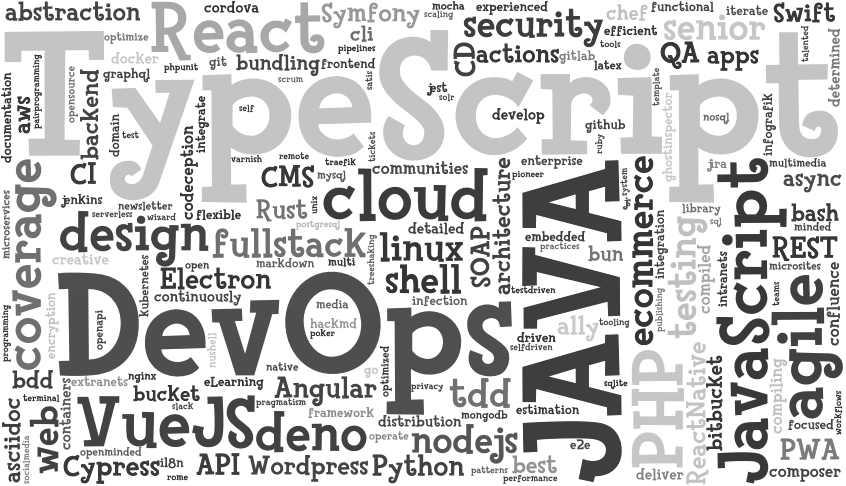 abstraction
cordova
React
Symfony
mocha
scaling
experienced
functional
iterate
Swift
optimize
cli
security
chef
senior
efficient
tools
talented
determined
docker
phpunit
git
bundling
pipelines
frontend
CD
actions
gitlab
latex
QA
apps
graphql
scrum
satis
template
documentation
pairprogramming
opensource
TypeScript
jest
solr
nosql
infografik
aws
backend
domain
test
integrate
self
develop
github
ruby
ghostinspector
codeception
varnish
remote
traefik
tickets
CI
CMS
mysql
communities
enterprise
pioneer
system
jra
multimedia
async
coverage
microservices
jenkins
newsletter
serverless
wizard
flexible
Rust
unix
cloud
architecture
JAVA
ecommerce
library
sql
JavaScript
bash
minded
design
postgresql
fullstack
detailed
linux
SOAP
embedded
practices
integration
testing
REST
creative
kubernetes
open
Electron
markdown
multi
treeshaking
shell
testdriven
bun
compiled
intranets
microsites
continuously
infection
publishing
teams
agile
confluence
programming
encryption
openapi
DevOps
media
hackmd
poker
nushell
driven
selfdriven
ally
tooling
native
go
optimized
privacy
sqlite
PHP
ReactNative
bitbucket
compiling
bdd
extranets
nginx
eLearning
Angular
tdd
terminal
containers
bucket
slack
pragmatism
framework
mongodb
estimation
focused
workflows
asciidoc
socialmedia
web
VueJS
deno
distribution
operate
nodejs
e2e
PWA
openminded
Cypress
i18n
rome
API
Wordpress
Python
patterns
best
performance
deliver
composer